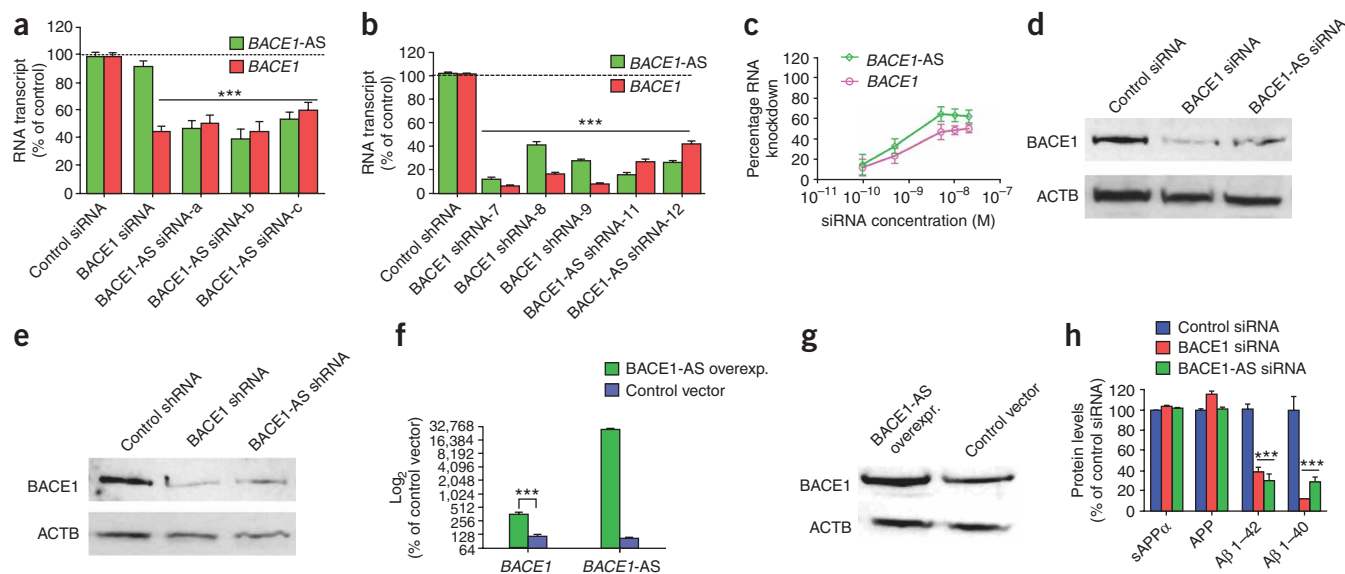 a
BACE1-AS
BACE1
RNA transcript
(% of control)
120
100
80
60
40
20
0
***
Control siRNA
BACE1 siRNA
BACE1-AS siRNA-a
BACE1-AS siRNA-b
BACE1-AS siRNA-c
b
BACE1-AS
BACE1
RNA transcript
(% of control)
120
100
80
60
40
20
0
***
Control shRNA
BACE1 shRNA-7
BACE1 shRNA-8
BACE1 shRNA-9
BACE1-AS shRNA-11
BACE1-AS shRNA-12
c
BACE1-AS
BACE1
Percentage RNA
knockdown
120
100
80
60
40
20
0
10⁻¹¹ 10⁻¹⁰ 10⁻⁹ 10⁻⁸ 10⁻⁷
siRNA concentration (M)
d
Control siRNA
BACE1 siRNA
BACE1-AS siRNA
BACE1
ACTB
e
Control shRNA
BACE1 shRNA
BACE1-AS shRNA
BACE1
ACTB
f
BACE1-AS overexp.
Control vector
Log₂
(% of control vector)
32,768
16,384
8,192
4,096
2,048
1,024
512
256
128
64
***
BACE1
BACE1-AS
g
BACE1-AS
overexpr.
Control vector
BACE1
ACTB
h
Control siRNA
BACE1 siRNA
BACE1-AS siRNA
Protein levels
(% of control siRNA)
120
100
80
60
40
20
0
***
***
sAPPα
APP
Aβ 1–42
Aβ 1–40